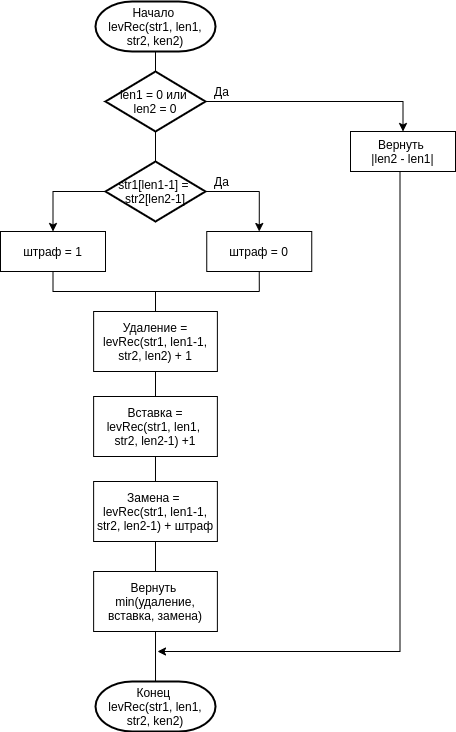 Начало
levRec(str1, len1,
str2, ken2)
len1 = 0 или
len2 = 0
Да
Вернуть
|len2 - len1|
str1[len1-1] =
str2[len2-1]
Да
штраф = 1
штраф = 0
Удаление =
levRec(str1, len1-1,
str2, len2) + 1
Вставка =
levRec(str1, len1,
str2, len2-1) +1
Замена =
levRec(str1, len1-1,
str2, len2-1) + штраф
Вернуть
min(удаление,
вставка, замена)
Конец
levRec(str1, len1,
str2, ken2)